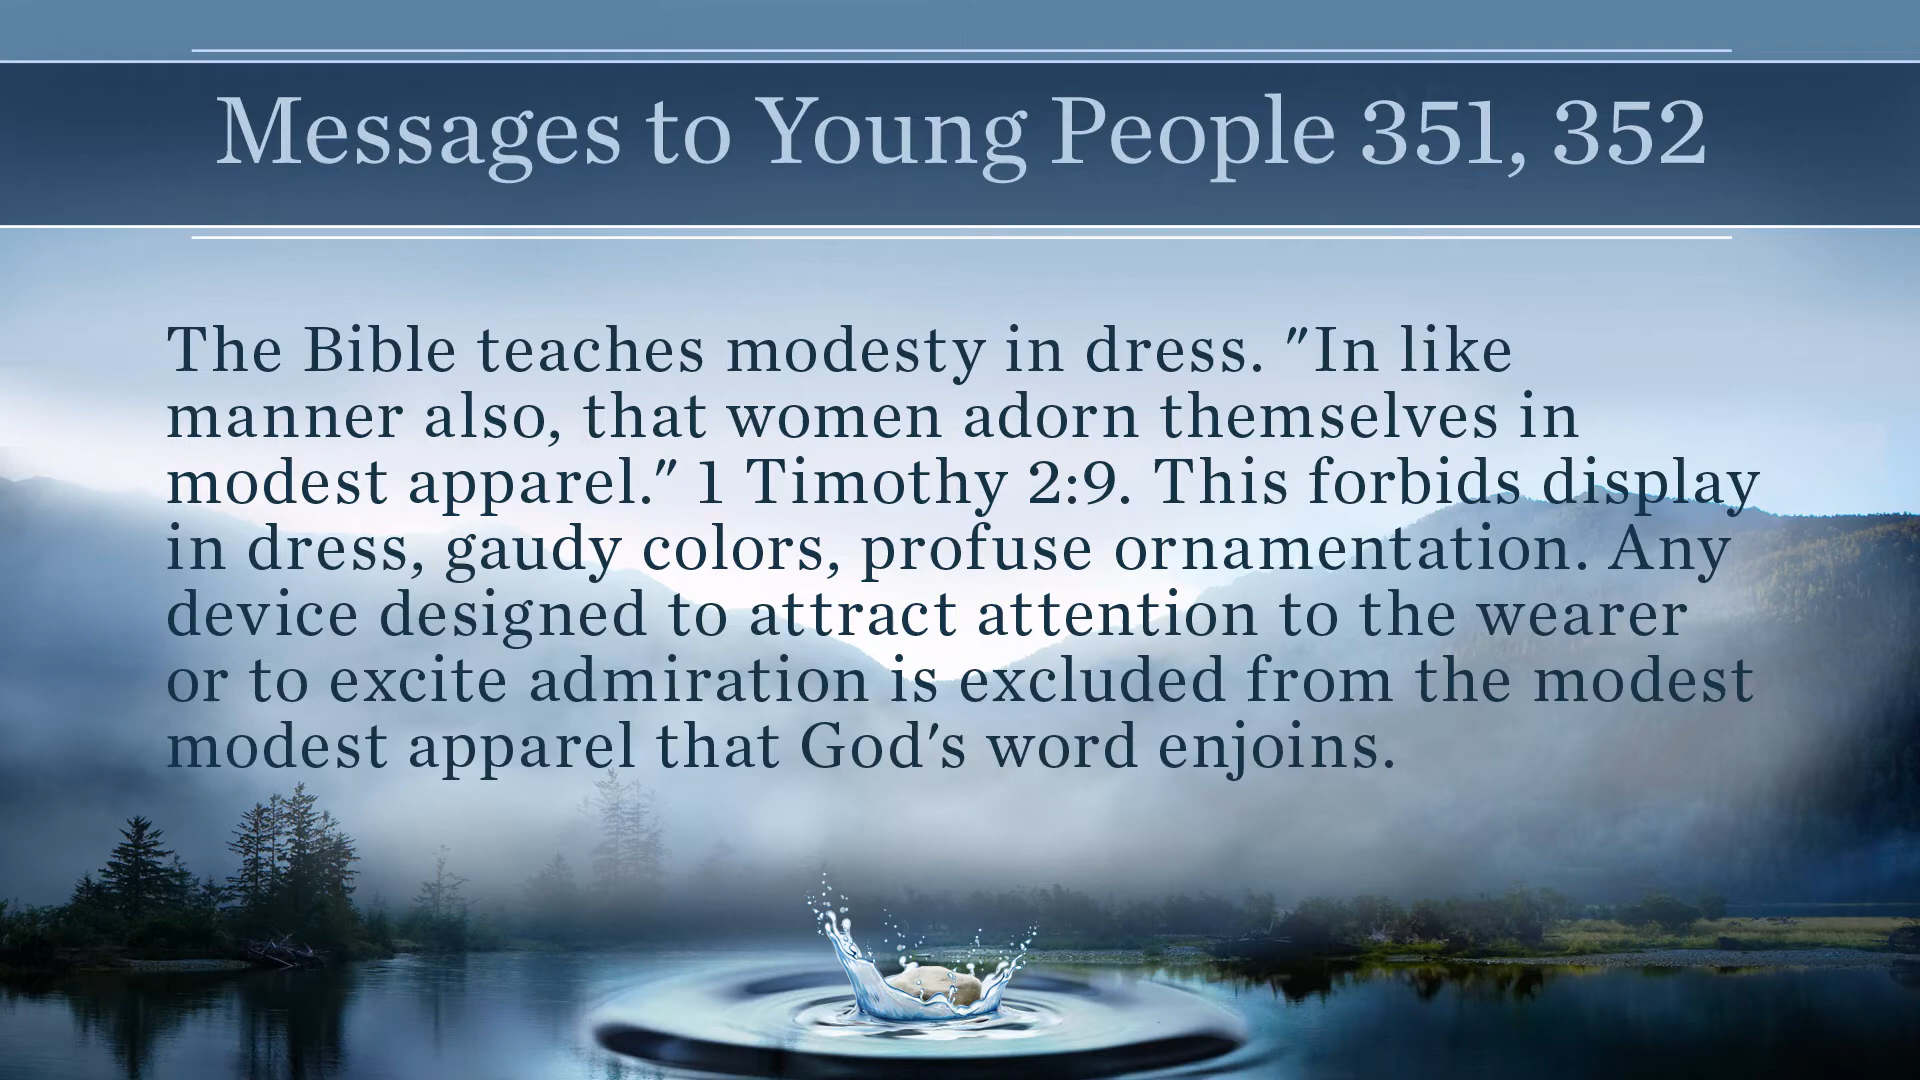 Messages to Young People 351, 352
The Bible teaches modesty in dress. "In like
manner also, that women adorn themselves in
modest apparel." 1 Timothy 2:9. This forbids display
in dress, gaudy colors, profuse ornamentation. Any
device designed to attract attention to the wearer
or to excite admiration is excluded from the modest
modest apparel that God's word enjoins.